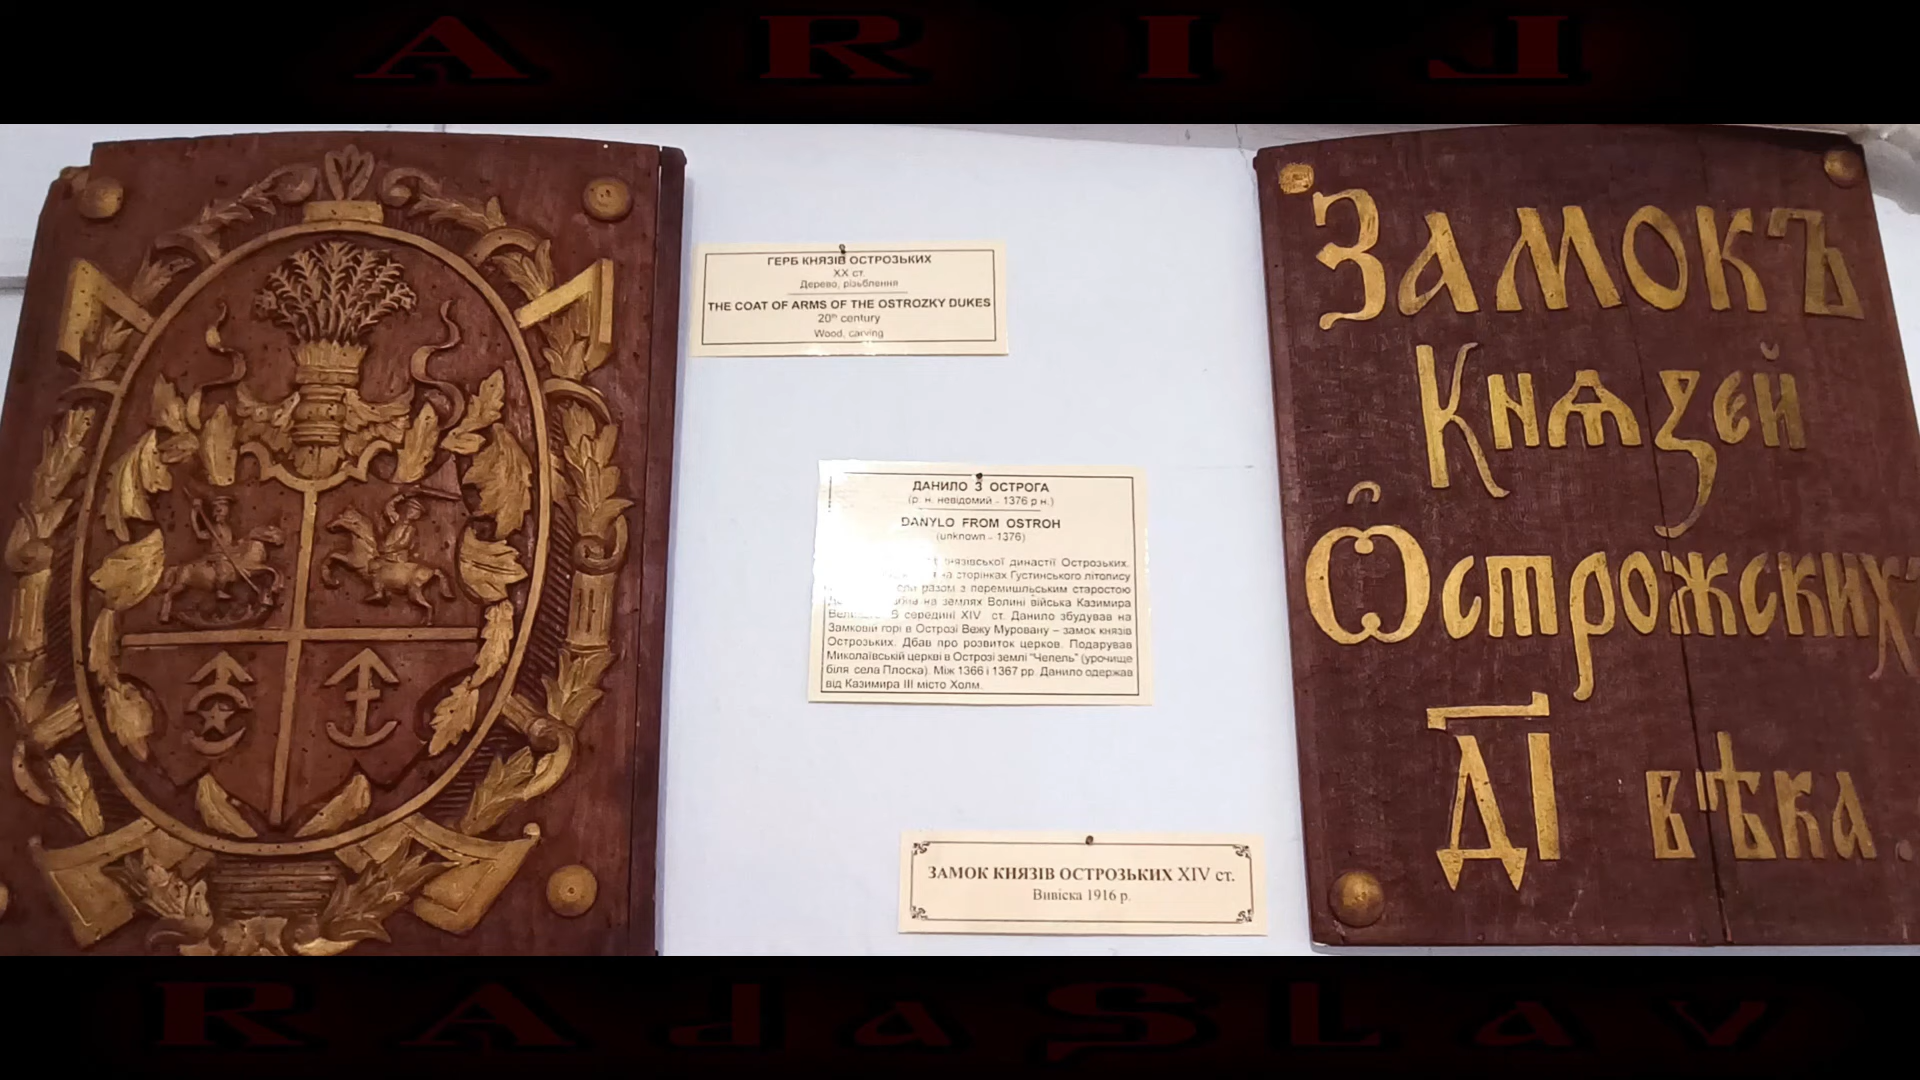 ARIJ
ГЕРБ КНЯЗІВ ОСТРОЗЬКИХ
ХХ ст.
Дерево, різьблення
THE COAT OF ARMS OF THE OSTROZKY DUKES
20th century
Wood, carving
ДАНИЛО З ОСТРОГА
(р. н. невідомий - 1376 р н.)
DANYLO FROM OSTROH
(unknown - 1376)
князівської династії Острозьких.
на сторінках Густинського літопису
разом з перемишльським старостою
на землях Волині війська Казимира
В середині XIV ст. Данило збудував на
Замковій горі в Острозі Вежу Муровану – замок князів
Острозьких. Дбав про розвиток церков. Подарував
Миколаївській церкві в Острозі землі "Чепель" (урочище
біля села Плоска). Між 1366 і 1367 рр. Данило одержав
від Казимира III місто Холм.
ЗАМОК КНЯЗІВ ОСТРОЗЬКИХ XIV ст.
Вивіска 1916 р.
Замокъ
Князей
Острожскихъ
ДІ вѣка.
RAJaSLav